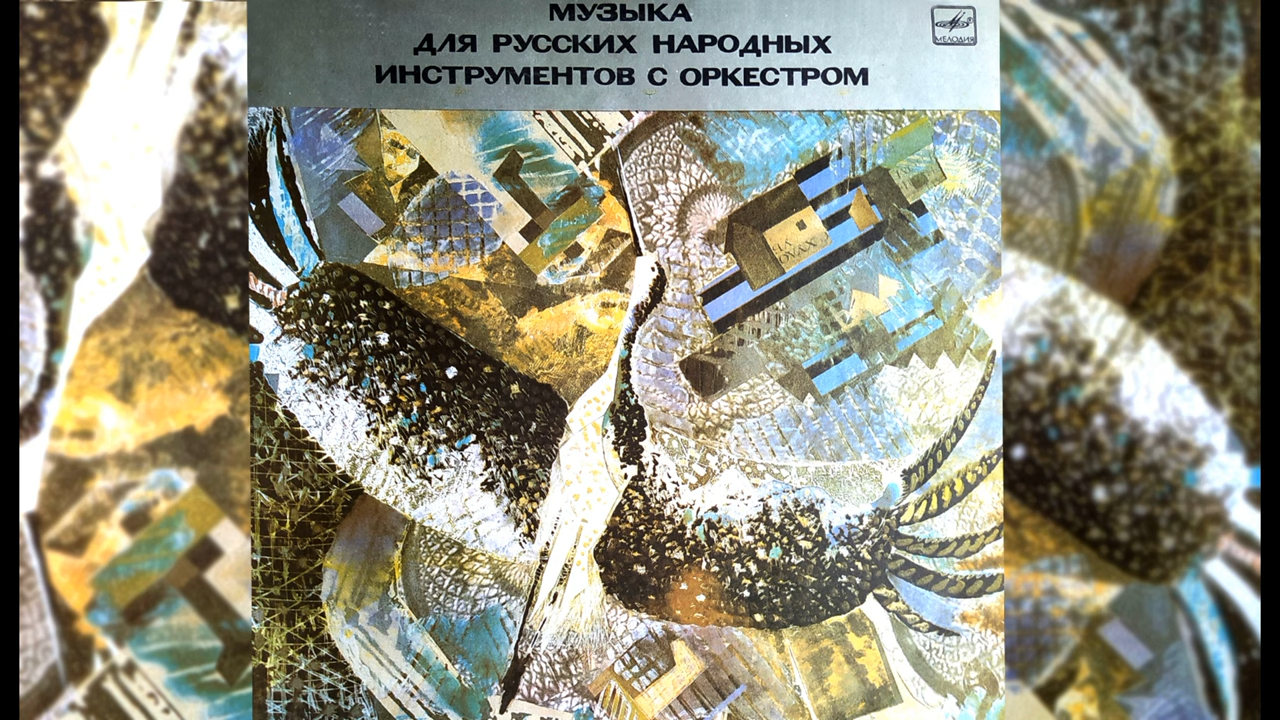 МУЗЫКА
ДЛЯ РУССКИХ НАРОДНЫХ
ИНСТРУМЕНТОВ С ОРКЕСТРОМ
МЕЛОДИЯ